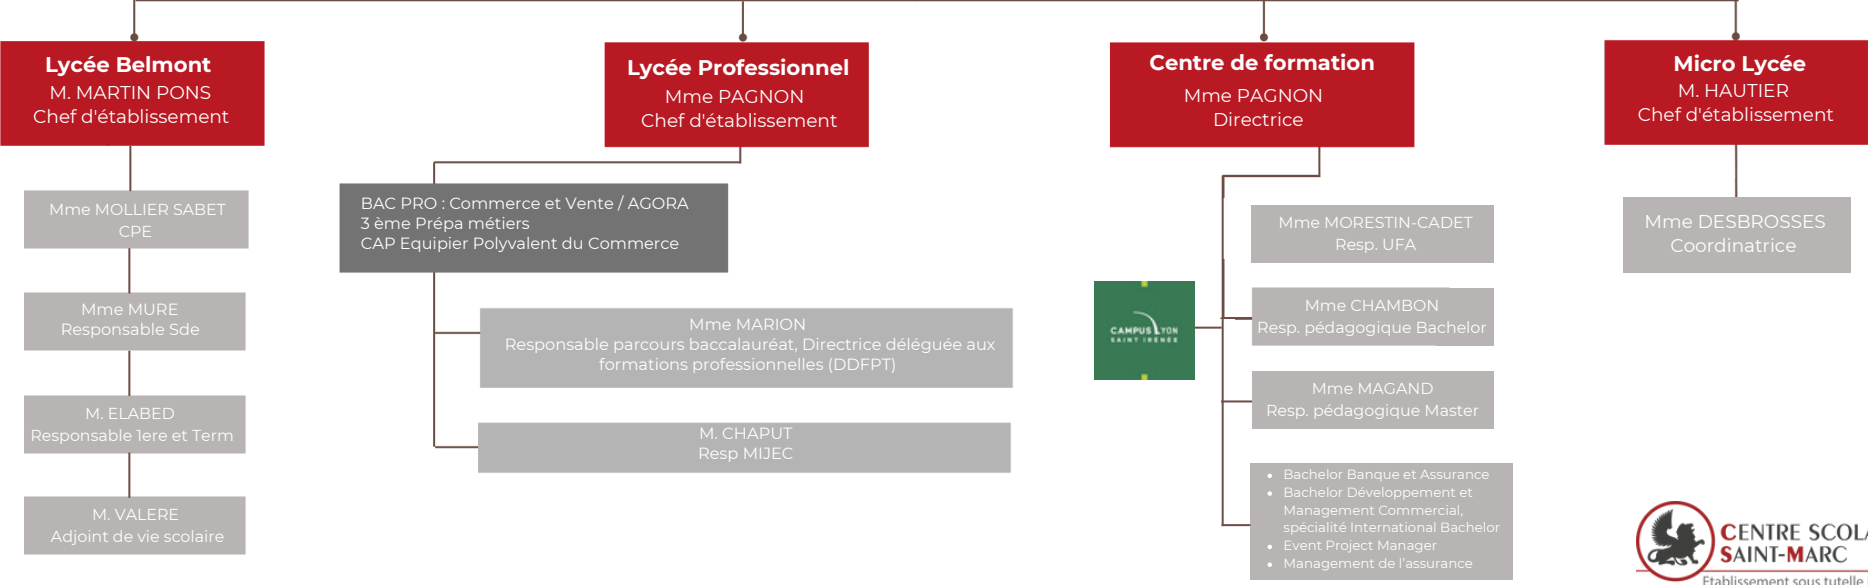 Lycée Belmont
M. MARTIN PONS
Chef d'établissement
Mme MOLLIER SABET
CPE
Mme MURE
Responsable Sde
M. ELABED
Responsable 1ere et Term
M. VALERE
Adjoint de vie scolaire
Lycée Professionnel
Mme PAGNON
Chef d'établissement
BAC PRO : Commerce et Vente / AGORA
3 ème Prépa métiers
CAP Equipier Polyvalent du Commerce
Mme MARION
Responsable parcours baccalauréat, Directrice déléguée aux
formations professionnelles (DDFPT)
M. CHAPUT
Resp MIJEC
Centre de formation
Mme PAGNON
Directrice
CAMPUS LYON
SAINT IRENÉE
Mme MORESTIN-CADET
Resp. UFA
Mme CHAMBON
Resp. pédagogique Bachelor
Mme MAGAND
Resp. pédagogique Master
• Bachelor Banque et Assurance
• Bachelor Développement et
Management Commercial,
spécialité International Bachelor
• Event Project Manager
• Management de l'assurance
Micro Lycée
M. HAUTIER
Chef d'établissement
Mme DESBROSSES
Coordinatrice
CENTRE SCOLA
SAINT-MARC
Etablissement sous tutelle